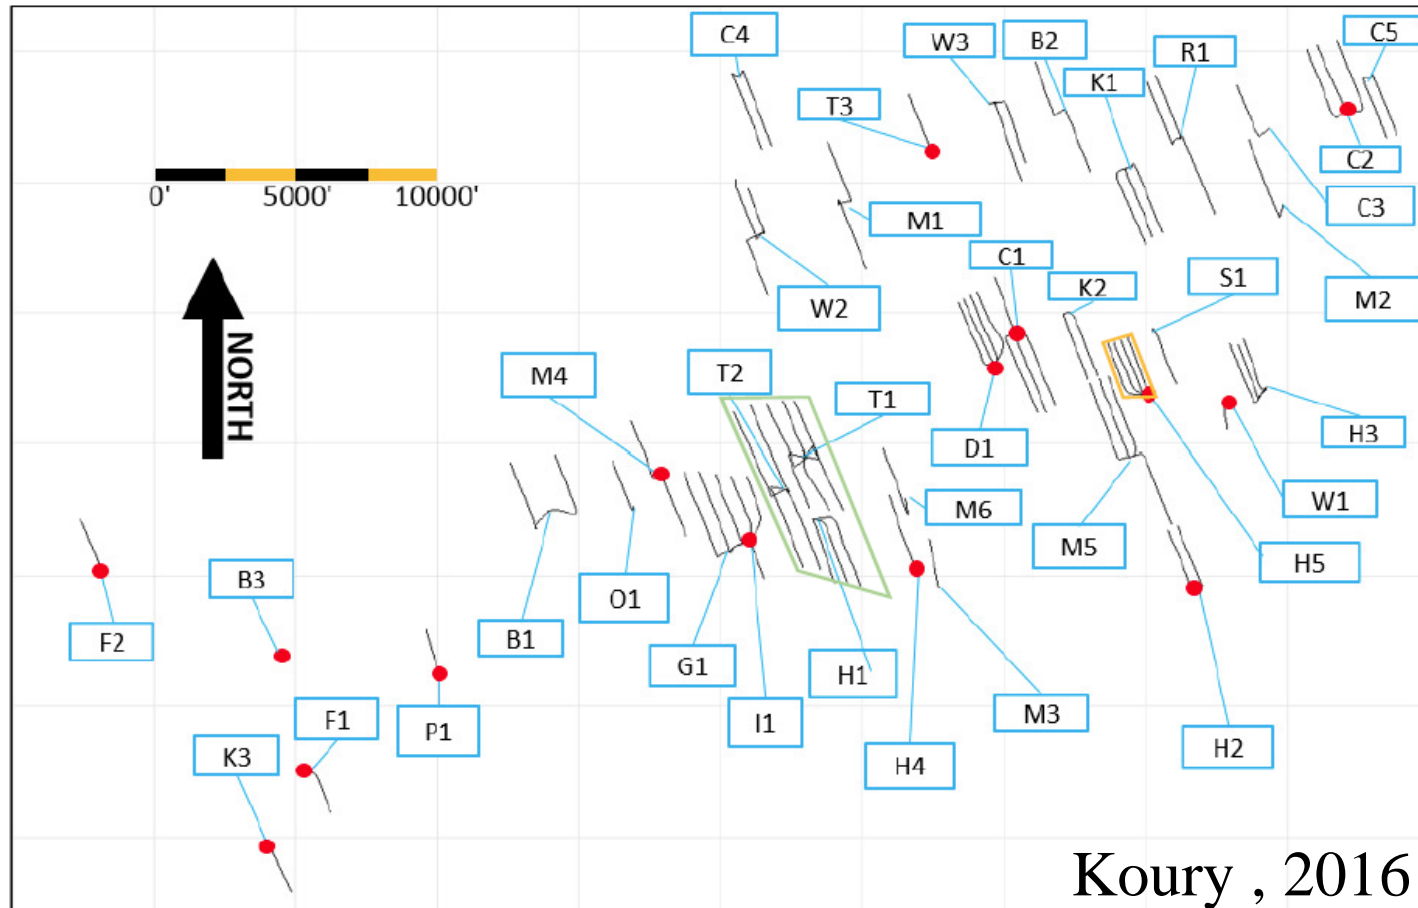 C4
W3
B2
R1
C5
T3
K1
C2
0'
5000'
10000'
C3
M1
M2
C1
K2
S1
W2
NORTH
M4
T2
T1
D1
H3
M6
W1
M5
H5
B3
F2
O1
B1
G1
H1
I1
M3
F1
P1
K3
H4
H2
Koury , 2016